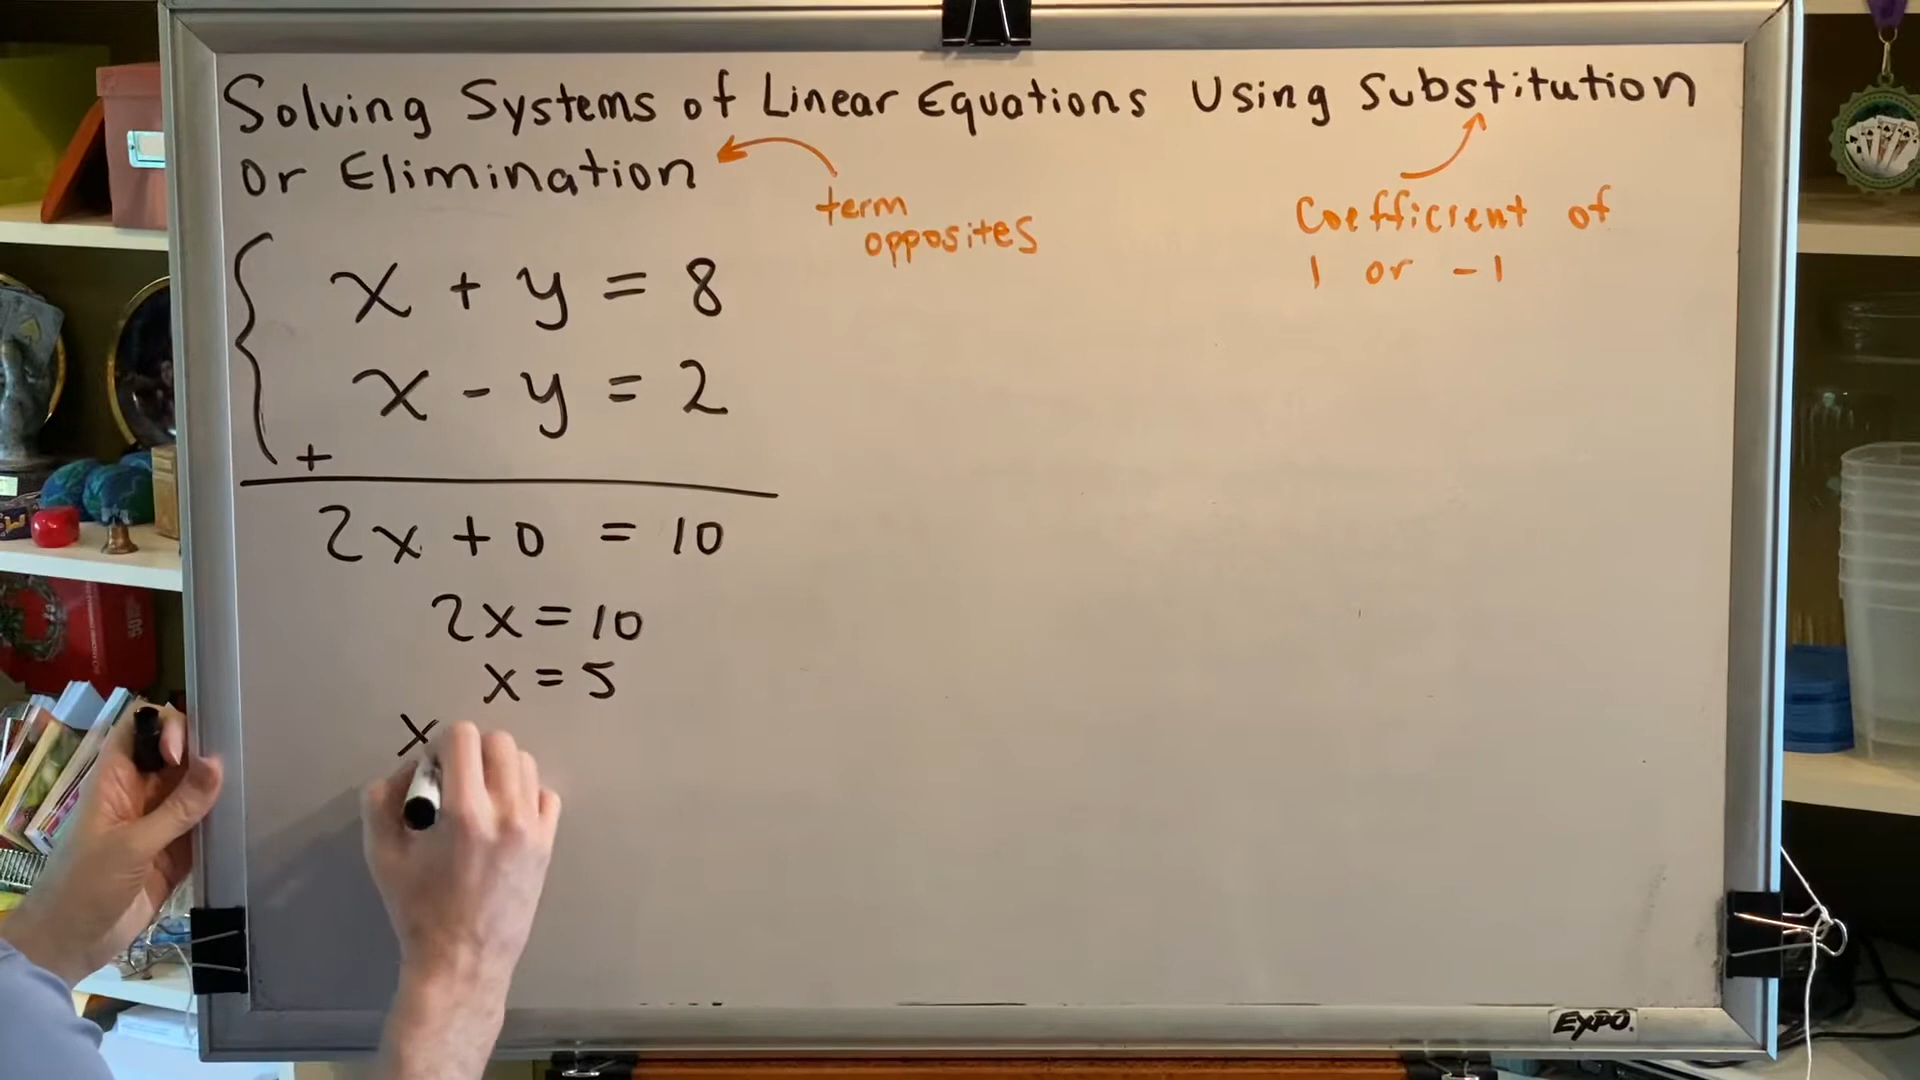 Solving Systems of Linear Equations Using Substitution
Or Elimination
term
opposites
Coefficient of
1 or -1
x + y = 8
x - y = 2
+
2x + 0 = 10
2x = 10
x = 5
x
EXPO.